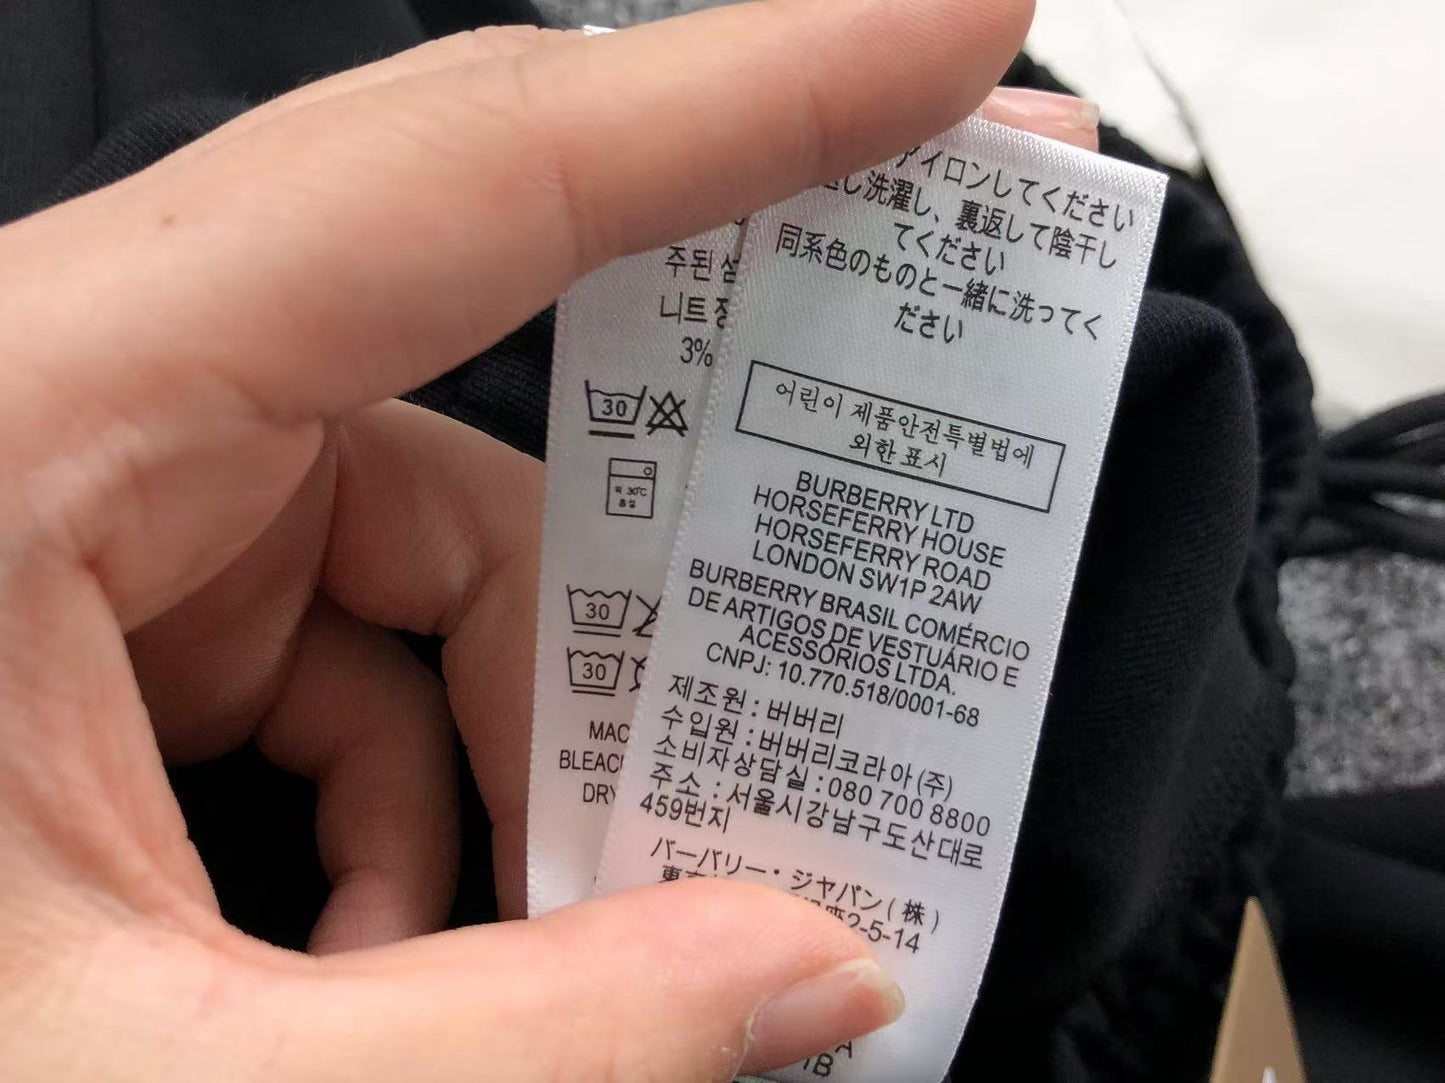 アイロンしてください
し洗濯し、裏返して陰干し
てください
同系色のものと一緒に洗ってく
ださい
어린이 제품안전특별법에
외한 표시
BURBERRY LTD
HORSEFERRY HOUSE
HORSEFERRY ROAD
LONDON SW1P 2AW
BURBERRY BRASIL COMÉRCIO
DE ARTIGOS DE VESTUÁRIO E
ACESSÓRIOS LTDA.
CNPJ: 10.770.518/0001-68
제조원 : 버버리
수입원 : 버버리코리아(주)
소비자상담실 : 080 700 8800
주소 : 서울시강남구도산대로
459번지
バーバリー・ジャパン(株)
2-5-14
1B
주된
니트
3%
30
30℃
30
30
MAC
BLEAC
DRY